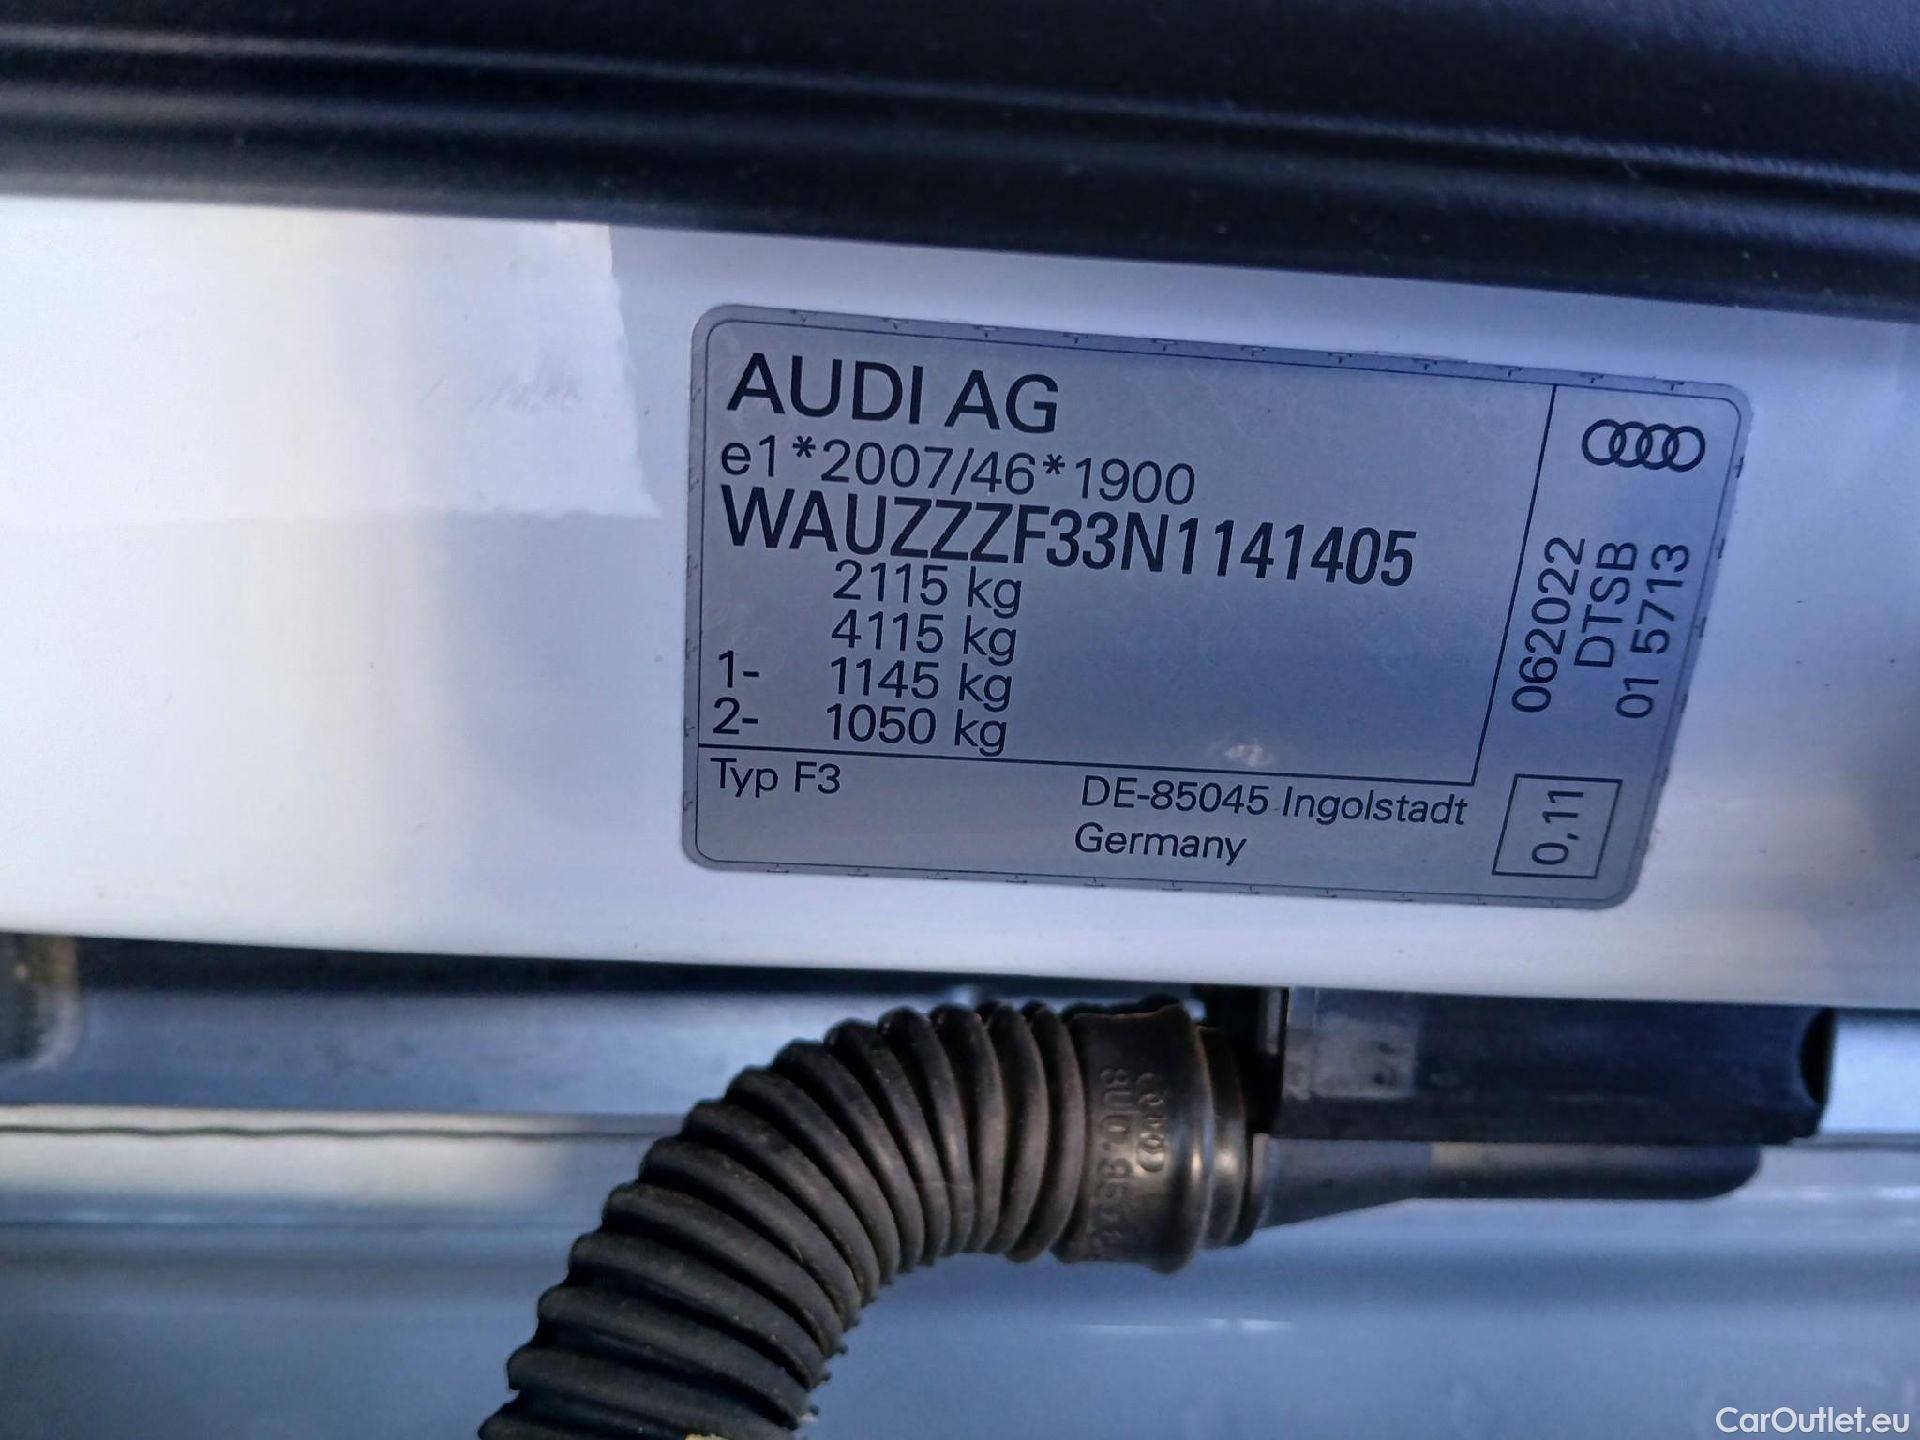 AUDI AG
e1*2007/46*1900
WAUZZZF33N1141405
2115 kg
4115 kg
1- 1145 kg
2- 1050 kg
Typ F3
DE-85045 Ingolstadt
Germany
062022
DTSB
01 5713
0,11
CarOutlet.eu